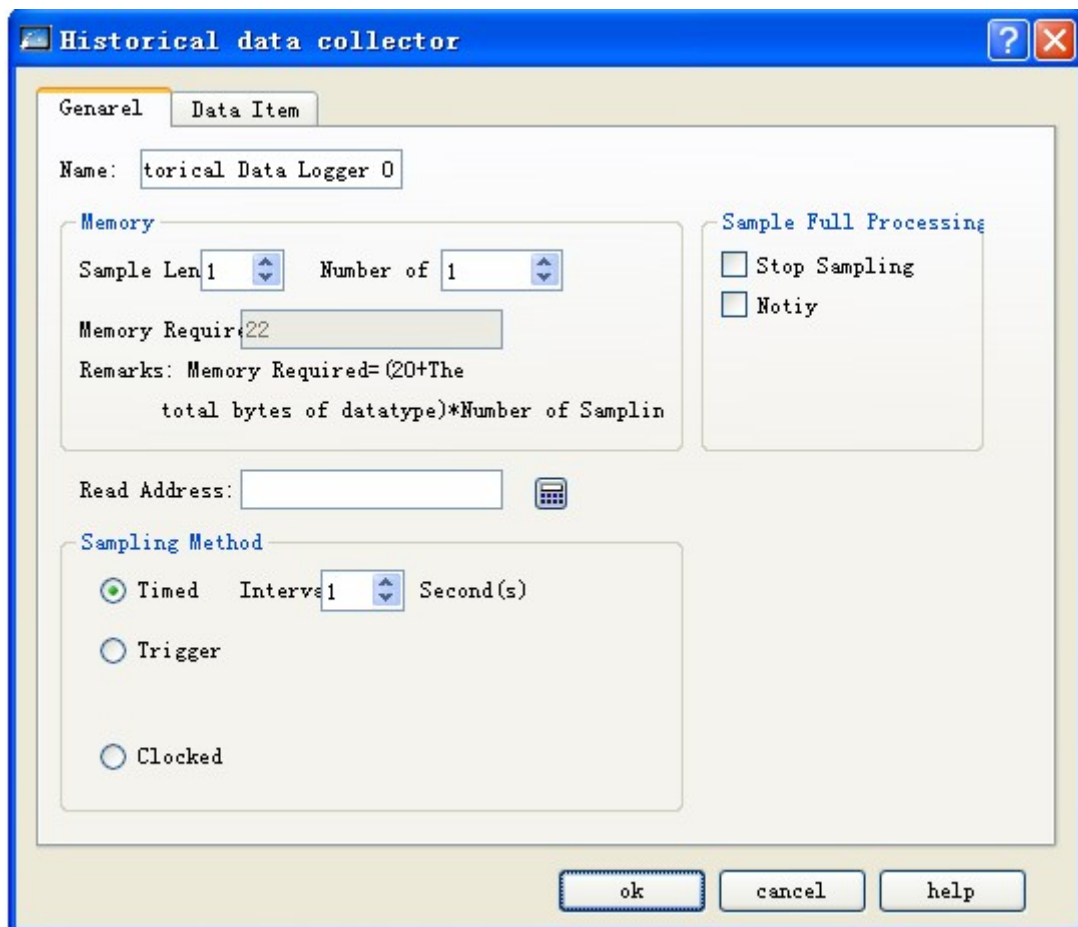 Historical data collector
Genarel
Data Item
Name: torical Data Logger 0
Memory
Sample Len 1 Number of 1
Memory Require 22
Remarks: Memory Required=(20+The
total bytes of datatype)*Number of Samplin
Sample Full Processing
Stop Sampling
Notiy
Read Address:
Sampling Method
Timed Interva 1 Second(s)
Trigger
Clocked
ok cancel help